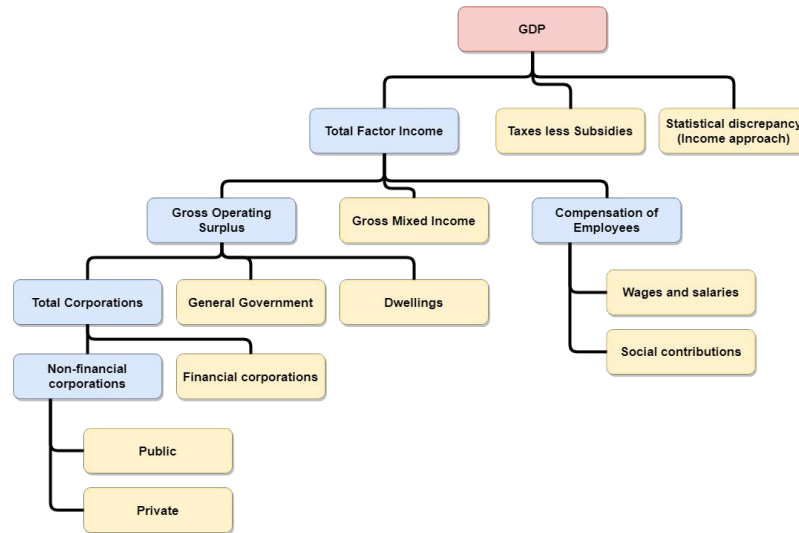 GDP
Total Factor Income
Taxes less Subsidies
Statistical discrepancy
(Income approach)
Gross Operating
Surplus
Gross Mixed Income
Compensation of
Employees
Total Corporations
General Government
Dwellings
Wages and salaries
Social contributions
Non-financial
corporations
Financial corporations
Public
Private